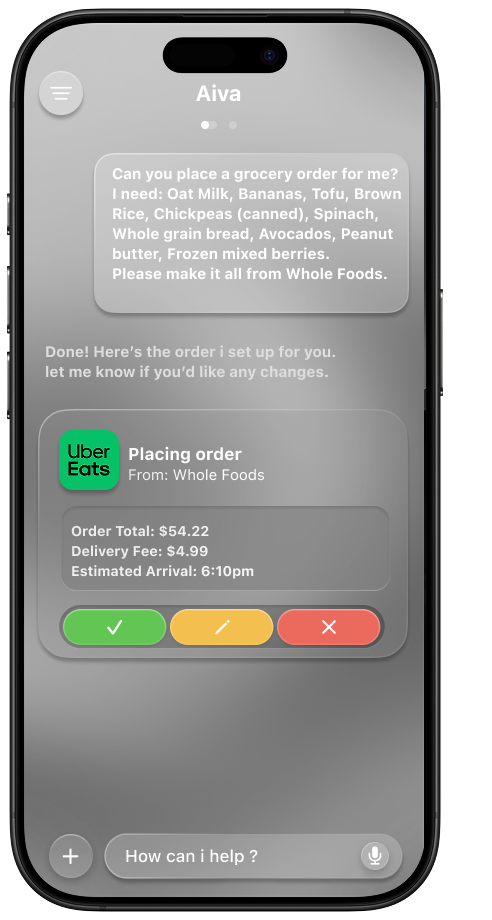 Aiva
Can you place a grocery order for me?
I need: Oat Milk, Bananas, Tofu, Brown
Rice, Chickpeas (canned), Spinach,
Whole grain bread, Avocados, Peanut
butter, Frozen mixed berries.
Please make it all from Whole Foods.
Done! Here's the order i set up for you.
let me know if you'd like any changes.
Uber
Eats
Placing order
From: Whole Foods
Order Total: $54.22
Delivery Fee: $4.99
Estimated Arrival: 6:10pm
How can i help ?